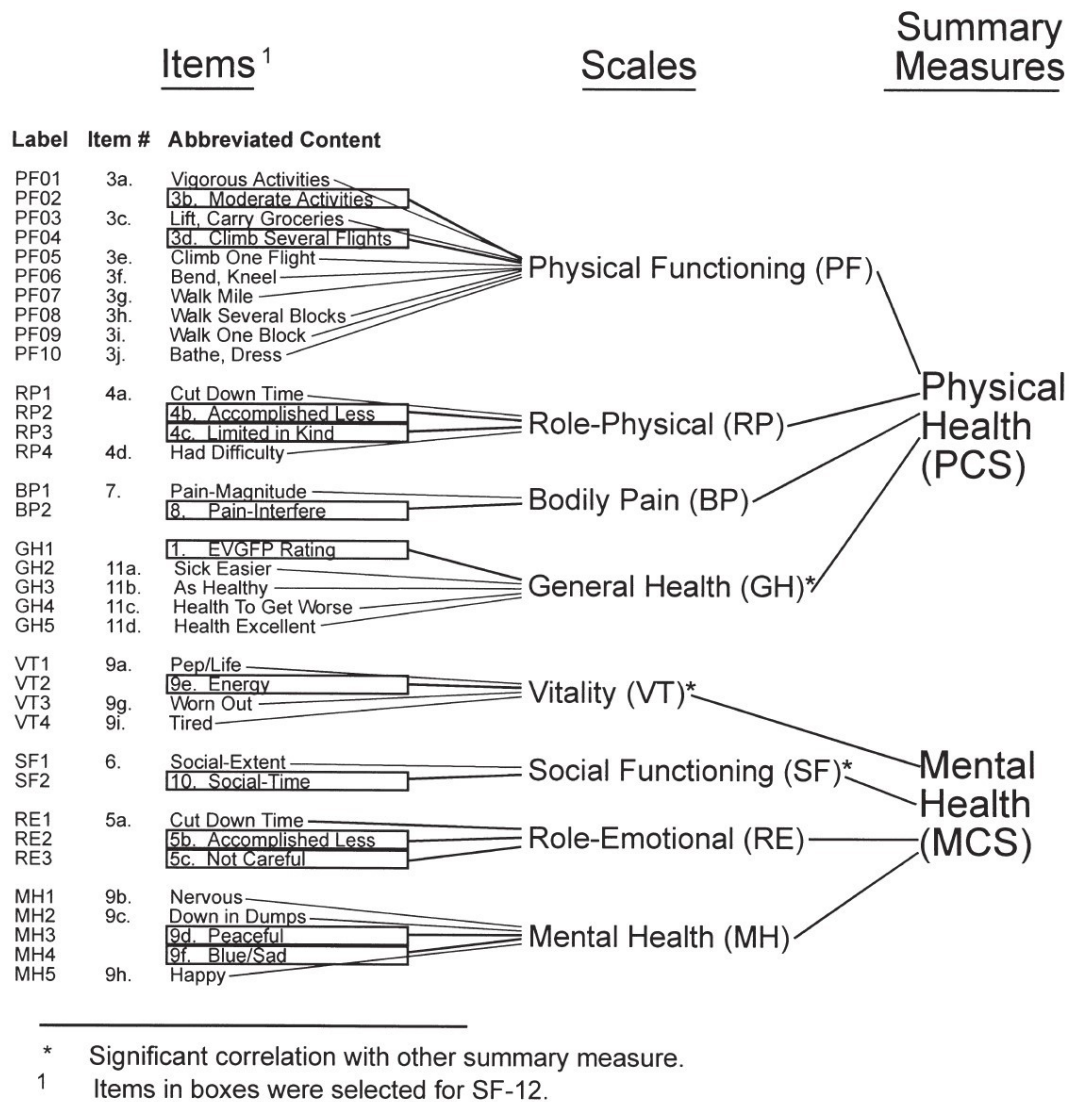 Items 1
Scales
Summary
Measures
Label Item # Abbreviated Content
PF01 3a. Vigorous Activities
PF02 3b. Moderate Activities
PF03 3c. Lift, Carry Groceries
PF04 3d. Climb Several Flights
PF05 3e. Climb One Flight
PF06 3f. Bend, Kneel
PF07 3g. Walk Mile
PF08 3h. Walk Several Blocks
PF09 3i. Walk One Block
PF10 3j. Bathe, Dress
Physical Functioning (PF)
RP1 4a. Cut Down Time
RP2 4b. Accomplished Less
RP3 4c. Limited in Kind
RP4 4d. Had Difficulty
Role-Physical (RP)
BP1 7. Pain-Magnitude
BP2 8. Pain-Interfere
Bodily Pain (BP)
GH1 1. EVGFP Rating
GH2 11a. Sick Easier
GH3 11b. As Healthy
GH4 11c. Health To Get Worse
GH5 11d. Health Excellent
General Health (GH)*
Physical
Health
(PCS)
VT1 9a. Pep/Life
VT2 9e. Energy
VT3 9g. Worn Out
VT4 9i. Tired
Vitality (VT)*
SF1 6. Social-Extent
SF2 10. Social-Time
Social Functioning (SF)*
RE1 5a. Cut Down Time
RE2 5b. Accomplished Less
RE3 5c. Not Careful
Role-Emotional (RE)
MH1 9b. Nervous
MH2 9c. Down in Dumps
MH3 9d. Peaceful
MH4 9f. Blue/Sad
MH5 9h. Happy
Mental Health (MH)
Mental
Health
(MCS)
* Significant correlation with other summary measure.
1 Items in boxes were selected for SF-12.